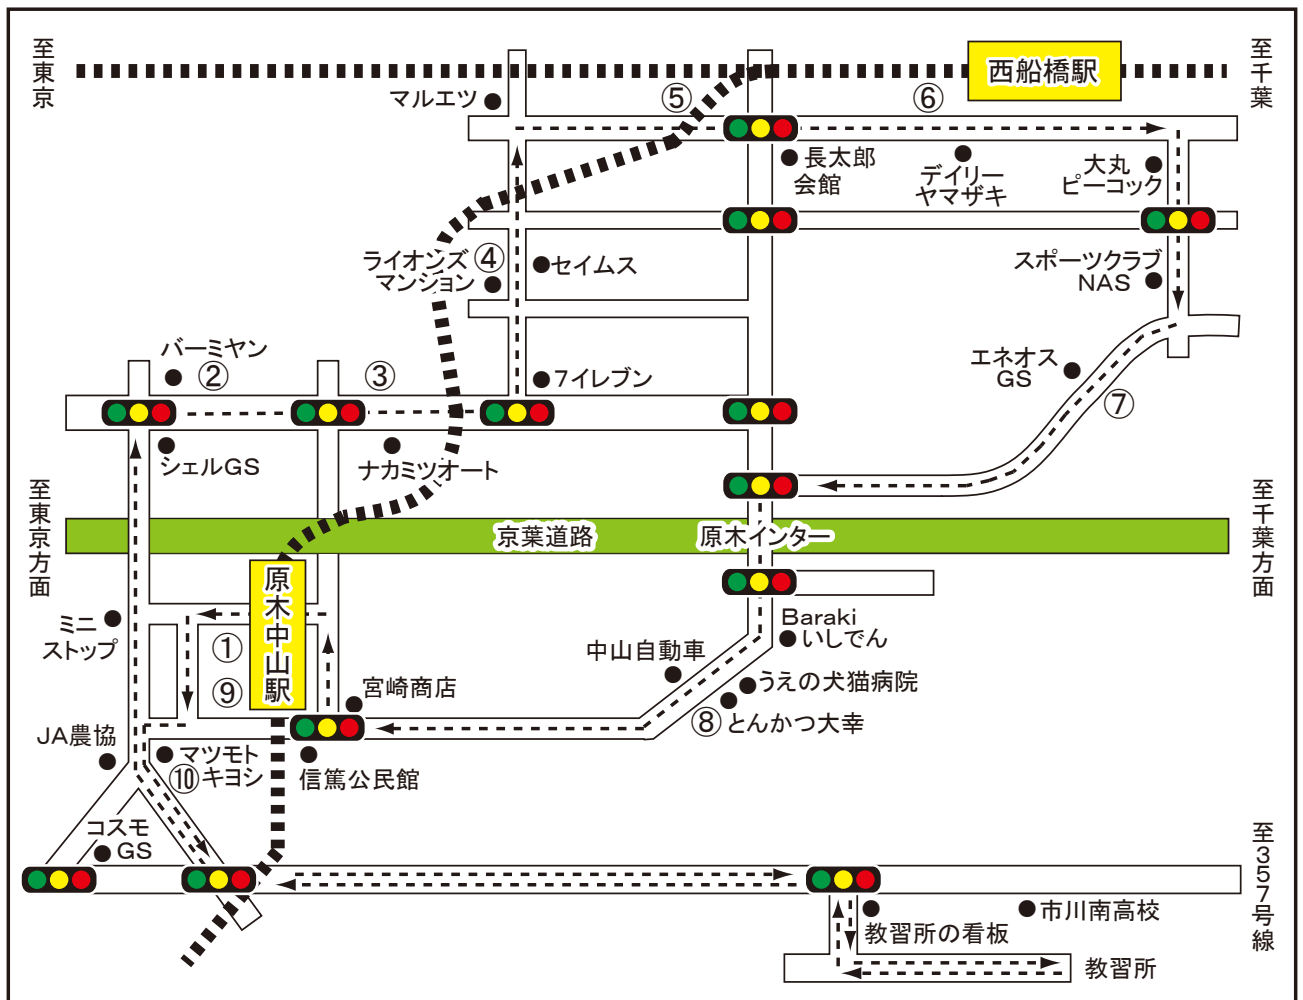 至東京
西船橋駅
至千葉
マルエツ
⑤
⑥
長太郎
会館
デイリー
ヤマザキ
大丸
ピーコック
ライオンズ
マンション
④
セイムス
スポーツクラブ
NAS
バーミヤン
②
③
7イレブン
エネオス
GS
⑦
シェルGS
ナカミツオート
至東京方面
京葉道路
原木インター
至千葉方面
原木中山駅
ミニ
ストップ
①
⑨
Baraki
いしでん
中山自動車
うえの犬猫病院
⑧
とんかつ大幸
宮崎商店
JA農協
マツモト
キヨシ
⑩
信篤公民館
コスモ
GS
至357号線
教習所の看板
市川南高校
教習所